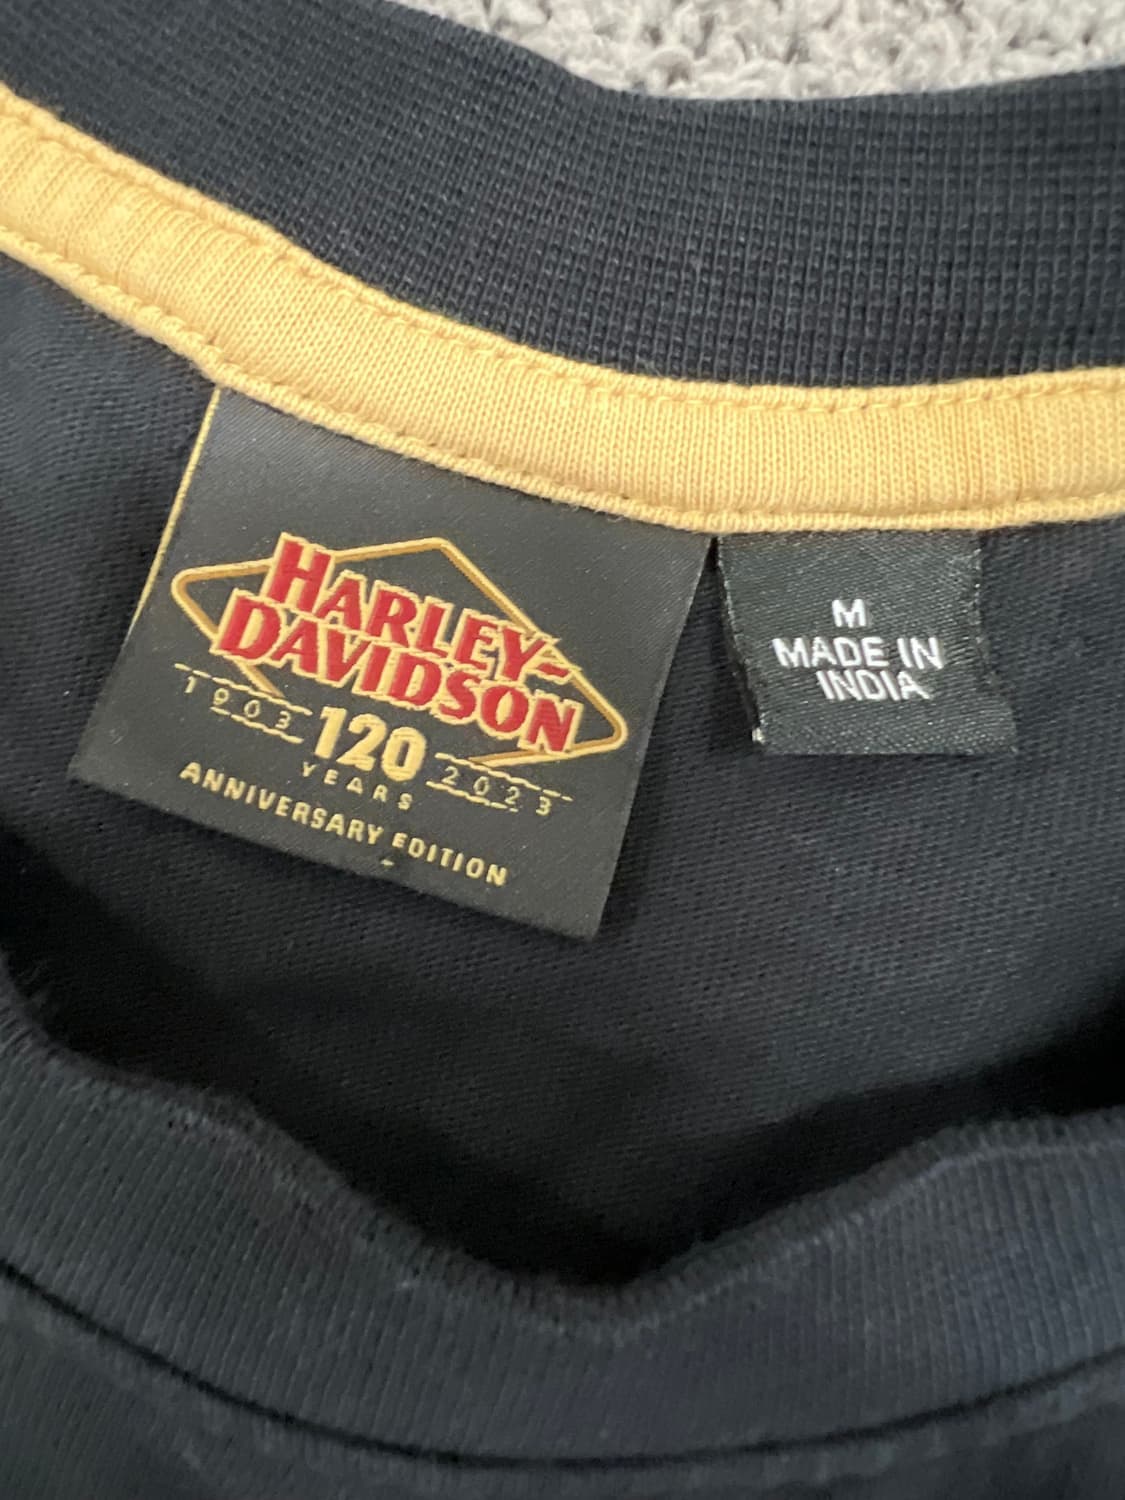 HARLEY-
DAVIDSON
1903 120 2023
YEARS
ANNIVERSARY EDITION
M
MADE IN
INDIA